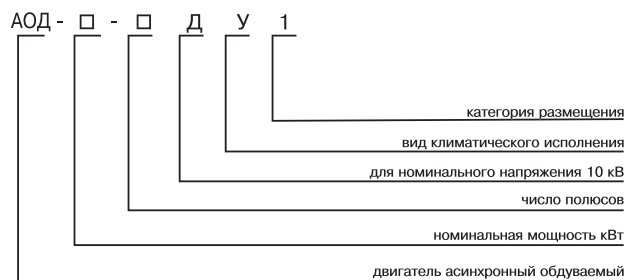 АОД - □ - □ Д У 1
категория размещения
вид климатического исполнения
для номинального напряжения 10 кВ
число полюсов
номинальная мощность кВт
двигатель асинхронный обдуваемый